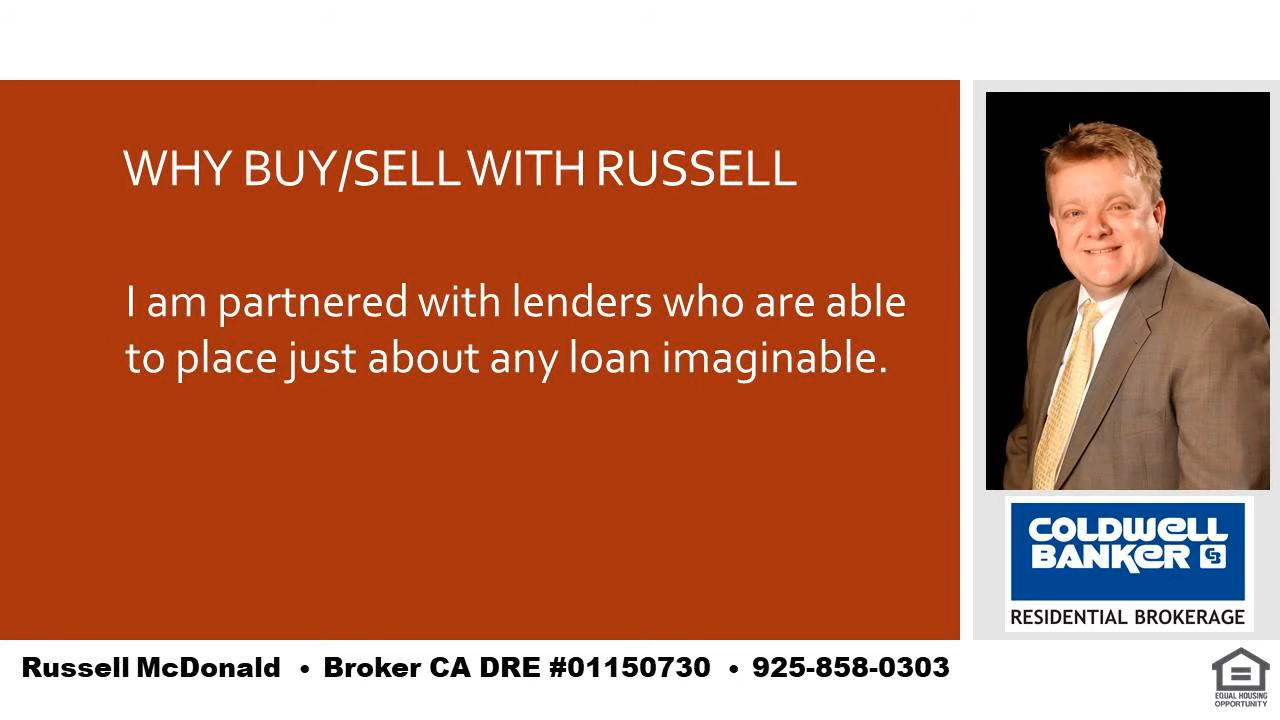 WHY BUY/SELL WITH RUSSELL
I am partnered with lenders who are able
to place just about any loan imaginable.
COLDWELL
BANKER CB
RESIDENTIAL BROKERAGE
Russell McDonald • Broker CA DRE #01150730 • 925-858-0303
EQUAL HOUSING
OPPORTUNITY